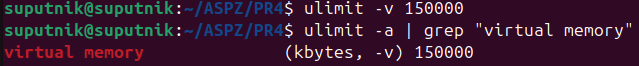 suputnik@suputnik:~/ASPZ/PR4$ ulimit -v 150000
suputnik@suputnik:~/ASPZ/PR4$ ulimit -a | grep "virtual memory"
virtual memory                  (kbytes, -v) 150000